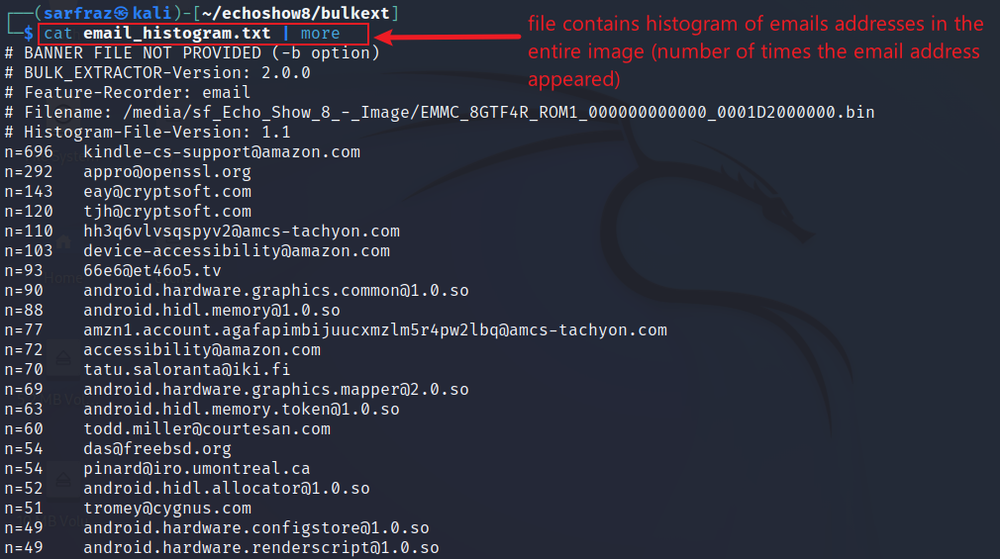 ┌──(sarfraz㉿kali)-[~/echoshow8/bulkext]
└─$ cat email_histogram.txt | more
file contains histogram of emails addresses in the
entire image (number of times the email address
appeared)
# BANNER FILE NOT PROVIDED (-b option)
# BULK_EXTRACTOR-Version: 2.0.0
# Feature-Recorder: email
# Filename: /media/sf_Echo_Show_8_-_Image/EMMC_8GTF4R_ROM1_000000000000_0001D2000000.bin
# Histogram-File-Version: 1.1
n=696   kindle-cs-support@amazon.com
n=292   appro@openssl.org
n=143   eay@cryptsoft.com
n=120   tjh@cryptsoft.com
n=110   hh3q6vlvsqspyv2@amcs-tachyon.com
n=103   device-accessibility@amazon.com
n=93    66e6@et46o5.tv
n=90    android.hardware.graphics.common@1.0.so
n=88    android.hidl.memory@1.0.so
n=77    amzn1.account.agafapimbijuucxmzlm5r4pw2lbq@amcs-tachyon.com
n=72    accessibility@amazon.com
n=70    tatu.saloranta@iki.fi
n=69    android.hardware.graphics.mapper@2.0.so
n=63    android.hidl.memory.token@1.0.so
n=60    todd.miller@courtesan.com
n=54    das@freebsd.org
n=54    pinard@iro.umontreal.ca
n=52    android.hidl.allocator@1.0.so
n=51    tromey@cygnus.com
n=49    android.hardware.configstore@1.0.so
n=49    android.hardware.renderscript@1.0.so